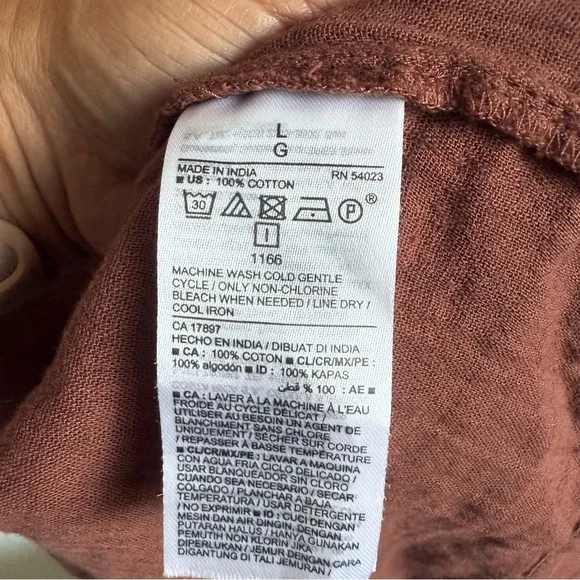 L
G
MADE IN INDIA RN 54023
■ US : 100% COTTON
30 P ®
I
1166
MACHINE WASH COLD GENTLE
CYCLE / ONLY NON-CHLORINE
BLEACH WHEN NEEDED / LINE DRY /
COOL IRON
CA 17897
HECHO EN INDIA / DIBUAT DI INDIA
■ CA : 100% COTTON ■ CL/CR/MX/PE :
100% algodón ■ ID : 100% KAPAS
■ AE : 100 % قطن
■ CA : LAVER À LA MACHINE À L'EAU
FROIDE AU CYCLE DÉLICAT /
UTILISER AU BESOIN UN AGENT DE
BLANCHIMENT SANS CHLORE
UNIQUEMENT / SÉCHER SUR CORDE
/ REPASSER À BASSE TEMPÉRATURE
■ CL/CR/MX/PE : LAVAR A MAQUINA
CON AGUA FRIA CICLO DELICADO /
USAR BLANQUEADOR SIN CLORO
CUANDO SEA NECESARIO / SECAR
COLGADO / PLANCHAR A BAJA
TEMPERATURA / USAR DETERGENTE
/ NO EXPRIMIR ■ ID : CUCI DENGAN
MESIN DAN AIR DINGIN, DENGAN
PUTARAN HALUS / HANYA GUNAKAN
PEMUTIH NON KLORIN JIKA
DIPERLUKAN / JEMUR DENGAN CARA
DIGANTUNG DI TALI JEMURAN /